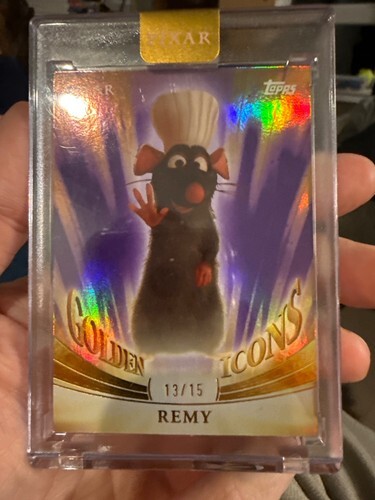 PIXAR
Topps
GOLDEN ICONS
13/15
REMY